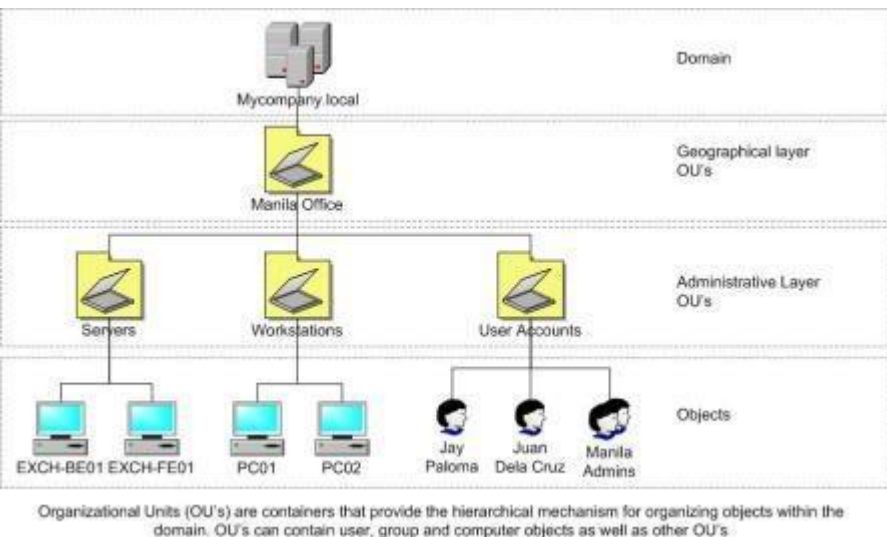 Domain
Mycompany.local
Geographical layer
OU's
Manila Office
Administrative Layer
OU's
Servers
Workstations
User Accounts
Objects
EXCH-BE01
EXCH-FE01
PC01
PC02
Jay
Paloma
Juan
Dela Cruz
Manila
Admins
Organizational Units (OU's) are containers that provide the hierarchical mechanism for organizing objects within the
domain. OU's can contain user, group and computer objects as well as other OU's